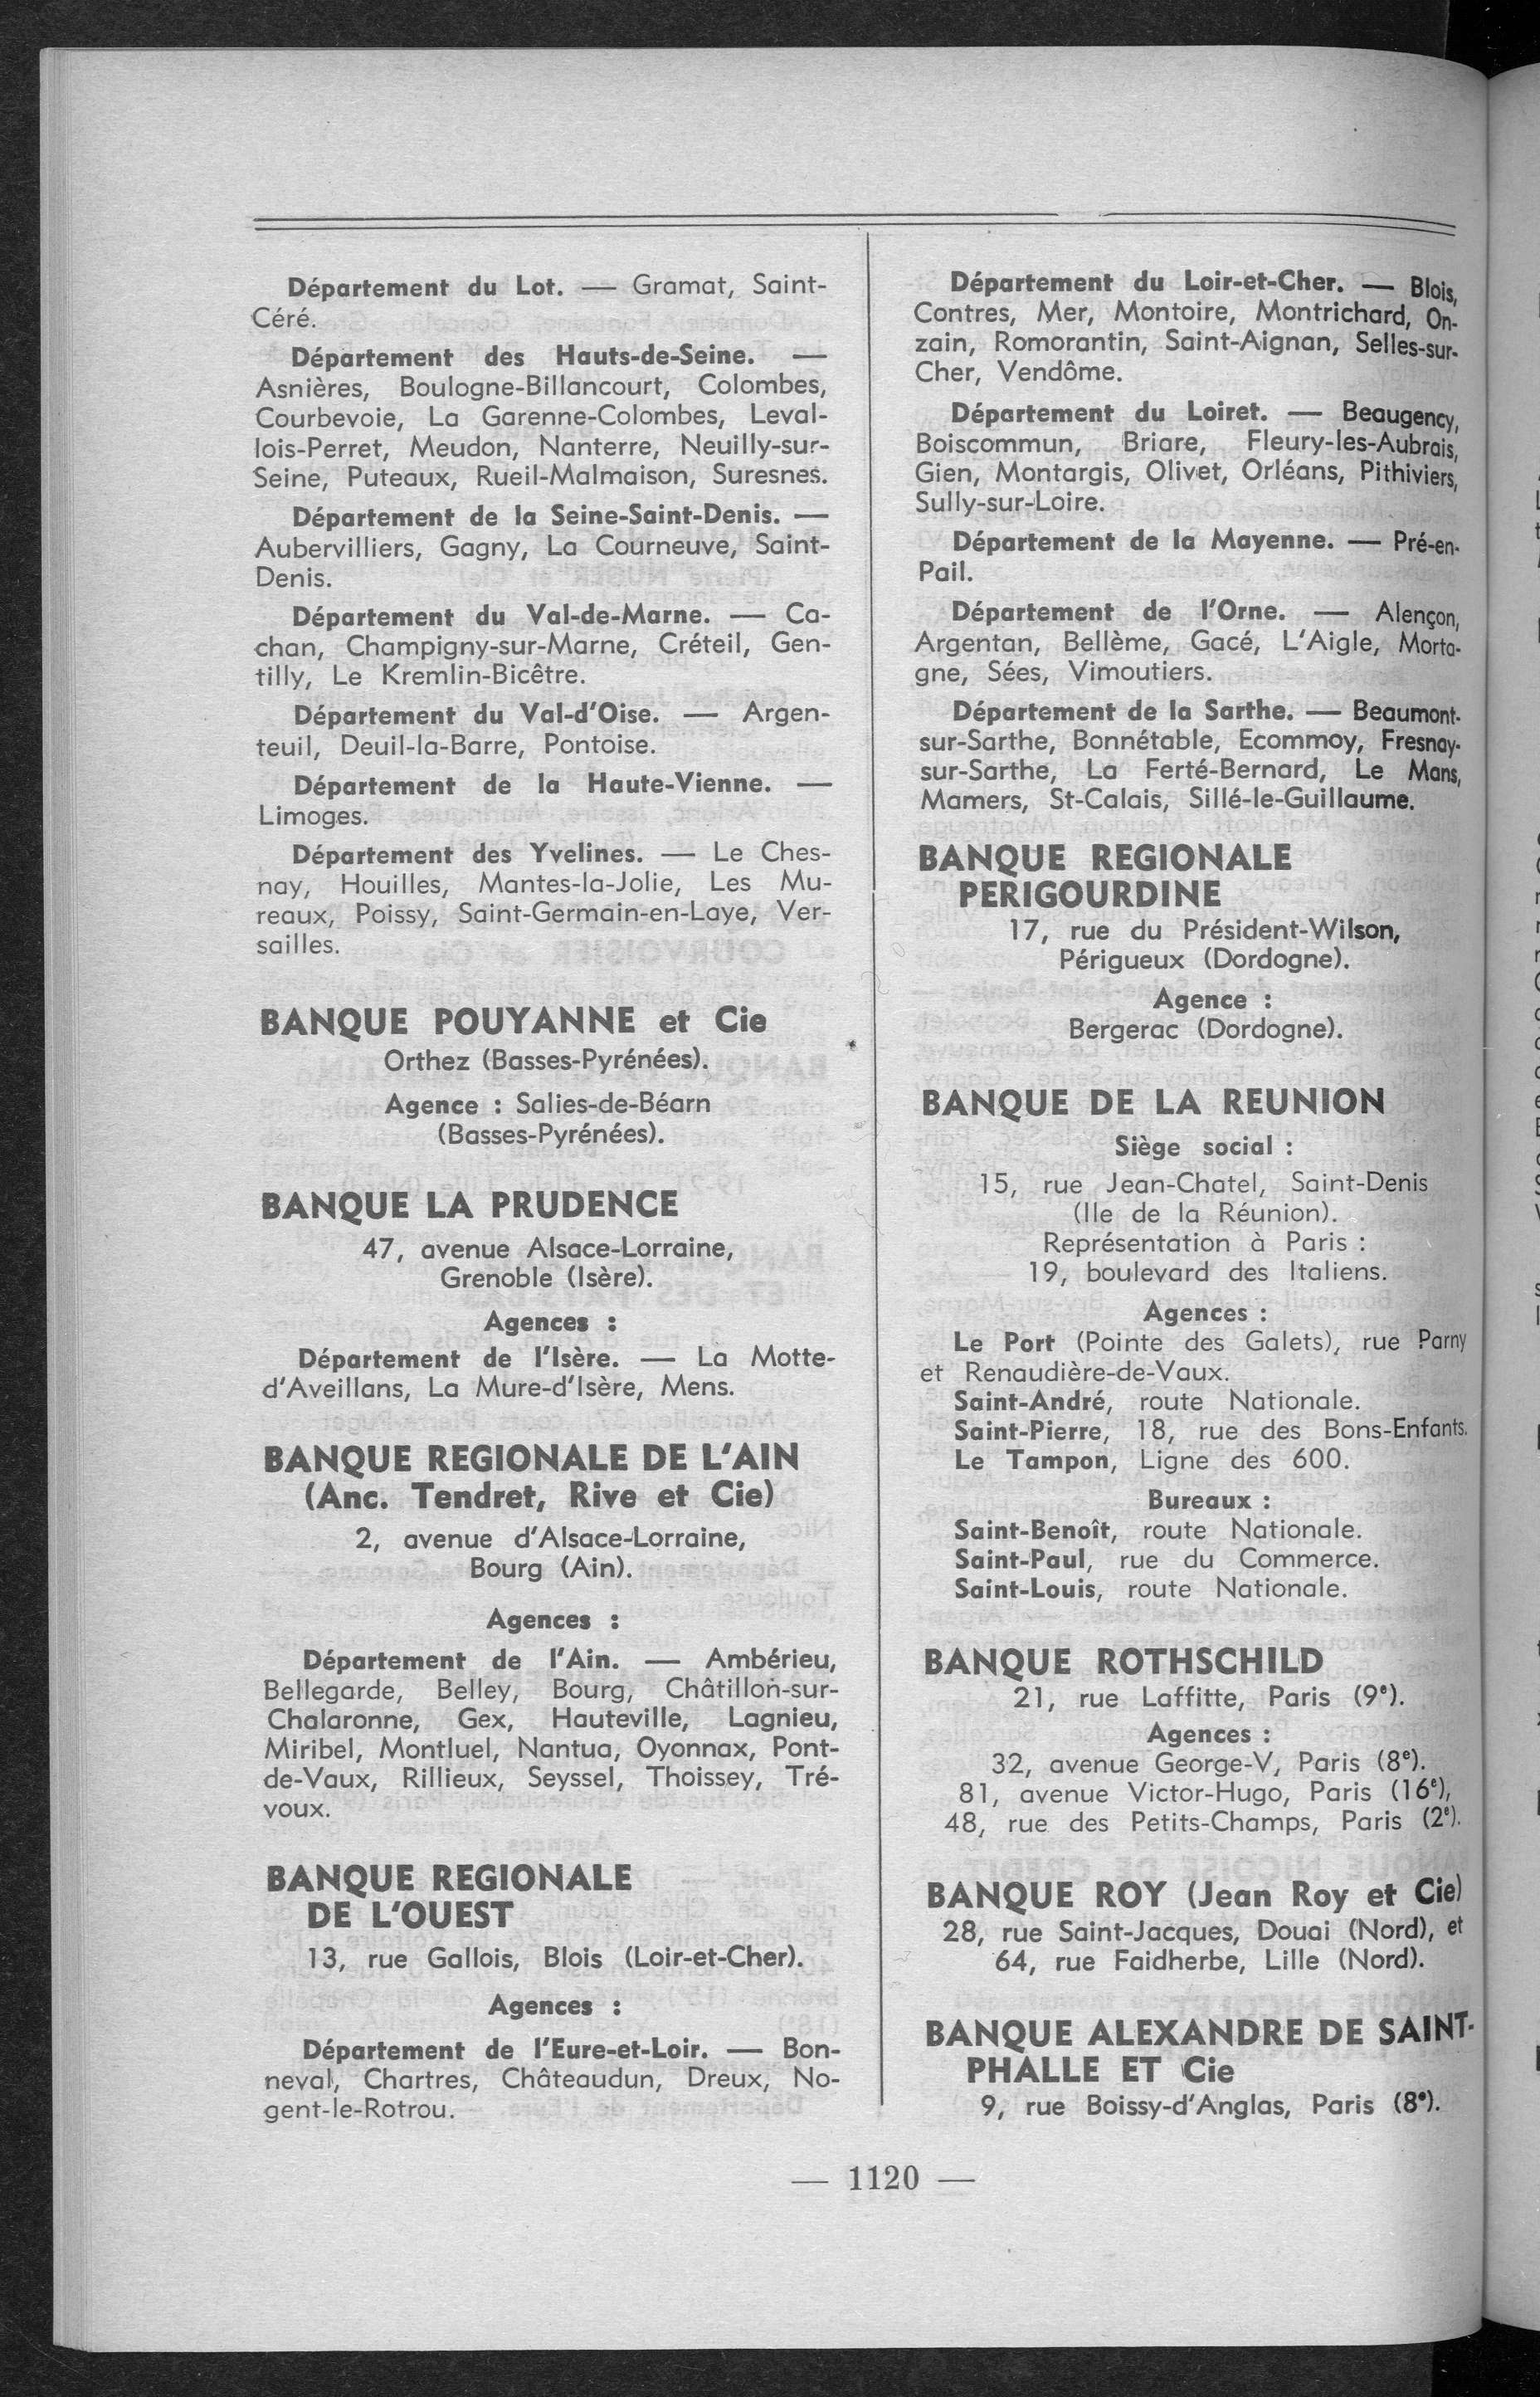 Département du Lot. — Gramat, Saint-
Céré.
Département des Hauts-de-Seine. —
Asnières, Boulogne-Billancourt, Colombes,
Courbevoie, La Garenne-Colombes, Leval-
lois-Perret, Meudon, Nanterre, Neuilly-sur-
Seine, Puteaux, Rueil-Malmaison, Suresnes.
Département de la Seine-Saint-Denis. —
Aubervilliers, Gagny, La Courneuve, Saint-
Denis.
Département du Val-de-Marne. — Ca-
chan, Champigny-sur-Marne, Créteil, Gen-
tilly, Le Kremlin-Bicêtre.
Département du Val-d'Oise. — Argen-
teuil, Deuil-la-Barre, Pontoise.
Département de la Haute-Vienne. —
Limoges.
Département des Yvelines. — Le Ches-
nay, Houilles, Mantes-la-Jolie, Les Mu-
reaux, Poissy, Saint-Germain-en-Laye, Ver-
sailles.
BANQUE POUYANNE et Cie
Orthez (Basses-Pyrénées).
Agence : Salies-de-Béarn
(Basses-Pyrénées).
BANQUE LA PRUDENCE
47, avenue Alsace-Lorraine,
Grenoble (Isère).
Agences :
Département de l'Isère. — La Motte-
d'Aveillans, La Mure-d'Isère, Mens.
BANQUE REGIONALE DE L'AIN
(Anc. Tendret, Rive et Cie)
2, avenue d'Alsace-Lorraine,
Bourg (Ain).
Agences :
Département de l'Ain. — Ambérieu,
Bellegarde, Belley, Bourg, Châtillon-sur-
Chalaronne, Gex, Hauteville, Lagnieu,
Miribel, Montluel, Nantua, Oyonnax, Pont-
de-Vaux, Rillieux, Seyssel, Thoissey, Tré-
voux.
BANQUE REGIONALE
DE L'OUEST
13, rue Gallois, Blois (Loir-et-Cher).
Agences :
Département de l'Eure-et-Loir. — Bon-
neval, Chartres, Châteaudun, Dreux, No-
gent-le-Rotrou.
Département du Loir-et-Cher. — Blois,
Contres, Mer, Montoire, Montrichard, On-
zain, Romorantin, Saint-Aignan, Selles-sur-
Cher, Vendôme.
Département du Loiret. — Beaugency,
Boiscommun, Briare, Fleury-les-Aubrais,
Gien, Montargis, Olivet, Orléans, Pithiviers,
Sully-sur-Loire.
Département de la Mayenne. — Pré-en-
Pail.
Département de l'Orne. — Alençon,
Argentan, Bellème, Gacé, L'Aigle, Morta-
gne, Sées, Vimoutiers.
Département de la Sarthe. — Beaumont-
sur-Sarthe, Bonnétable, Ecommoy, Fresnay-
sur-Sarthe, La Ferté-Bernard, Le Mans,
Mamers, St-Calais, Sillé-le-Guillaume.
BANQUE REGIONALE
PERIGOURDINE
17, rue du Président-Wilson,
Périgueux (Dordogne).
Agence :
Bergerac (Dordogne).
BANQUE DE LA REUNION
Siège social :
15, rue Jean-Chatel, Saint-Denis
(Ile de la Réunion).
Représentation à Paris :
19, boulevard des Italiens.
Agences :
Le Port (Pointe des Galets), rue Parny
et Renaudière-de-Vaux.
Saint-André, route Nationale.
Saint-Pierre, 18, rue des Bons-Enfants.
Le Tampon, Ligne des 600.
Bureaux :
Saint-Benoît, route Nationale.
Saint-Paul, rue du Commerce.
Saint-Louis, route Nationale.
BANQUE ROTHSCHILD
21, rue Laffitte, Paris (9e).
Agences :
32, avenue George-V, Paris (8e).
81, avenue Victor-Hugo, Paris (16e),
48, rue des Petits-Champs, Paris (2e).
BANQUE ROY (Jean Roy et Cie)
28, rue Saint-Jacques, Douai (Nord), et
64, rue Faidherbe, Lille (Nord).
BANQUE ALEXANDRE DE SAINT-
PHALLE ET Cie
9, rue Boissy-d'Anglas, Paris (8e).
— 1120 —